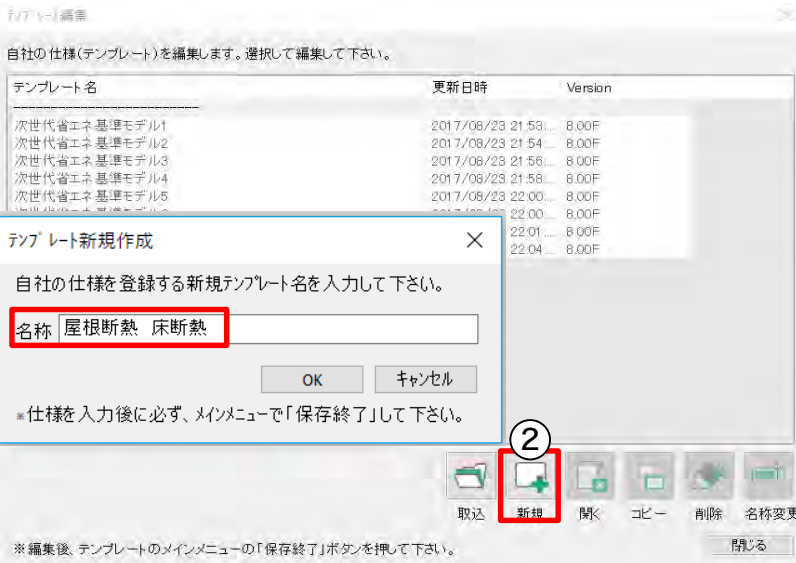 テンプレート編集
自社の仕様(テンプレート)を編集します。選択して編集して下さい。
テンプレート名 更新日時 Version
次世代省エネ基準モデル1 2017/08/23 21:53:... 8.00F
次世代省エネ基準モデル2 2017/08/23 21:54:... 8.00F
次世代省エネ基準モデル3 2017/08/23 21:56:... 8.00F
次世代省エネ基準モデル4 2017/08/23 21:58:... 8.00F
次世代省エネ基準モデル5 2017/08/23 22:00:... 8.00F
22:00:... 8.00F
22:01:... 8.00F
22:04:... 8.00F
テンプレート新規作成
自社の仕様を登録する新規テンプレート名を入力して下さい。
名称 屋根断熱 床断熱
OK キャンセル
※仕様を入力後に必ず、メインメニューで「保存終了」して下さい。
②
取込 新規 開く コピー 削除 名称変更
※編集後、テンプレートのメインメニューの「保存終了」ボタンを押して下さい。
閉じる